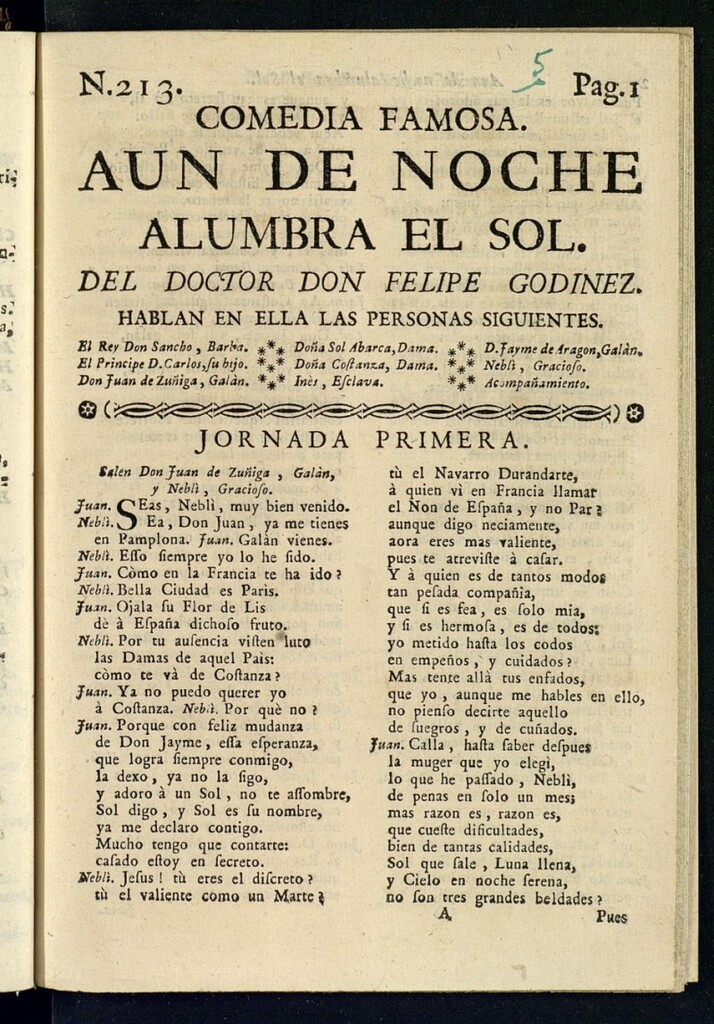 N.213.
5
Pag.1
COMEDIA FAMOSA.
AUN DE NOCHE
ALUMBRA EL SOL.
DEL DOCTOR DON FELIPE GODINEZ.
HABLAN EN ELLA LAS PERSONAS SIGUIENTES.
El Rey Don Sancho, Barba.
El Principe D.Carlos, ſu hijo.
Don Juan de Zuñiga, Galàn.
Doña Sol Abarca, Dama.
Doña Coſtanza, Dama.
Inès, Eſclava.
D.Jayme de Aragon, Galàn.
Neblì, Gracioſo.
Acompañamiento.
JORNADA PRIMERA.
Salen Don Juan de Zuñiga, Galàn,
y Neblì, Gracioſo.
Juan. SEas, Neblì, muy bien venido.
Neblì. Sea, Don Juan, ya me tienes
en Pamplona. Juan. Galàn vienes.
Neblì. Eſſo ſiempre yo lo he ſido.
Juan. Còmo en la Francia te ha ido?
Neblì. Bella Ciudad es Paris.
Juan. Ojala ſu Flor de Lis
dè à Eſpaña dichoſo fruto.
Neblì. Por tu auſencia viſten luto
las Damas de aquel Paìs:
còmo te và de Coſtanza?
Juan. Ya no puedo querer yo
à Coſtanza. Neblì. Por què no?
Juan. Porque con feliz mudanza
de Don Jayme, eſſa eſperanza,
que logra ſiempre conmigo,
la dexo, ya no la ſigo,
y adoro à un Sol, no te aſſombre,
Sol digo, y Sol es ſu nombre,
ya me declaro contigo.
Mucho tengo que contarte:
caſado eſtoy en ſecreto.
Neblì. Jeſus! tù eres el diſcreto?
tù el valiente como un Marte?
tù el Navarro Durandarte,
à quien vì en Francia llamar
el Non de Eſpaña, y no Par?
aunque digo neciamente,
aora eres mas valiente,
pues te atreviſte à caſar.
Y à quien es de tantos modos
tan peſada compañia,
que ſi es fea, es ſolo mia,
y ſi es hermoſa, es de todos:
yo metido haſta los codos
en empeños, y cuidados?
Mas tente allà tus enfados,
que yo, aunque me hables en ello,
no pienſo decirte aquello
de ſuegros, y de cuñados.
Juan. Calla, haſta ſaber deſpues
la muger que yo elegì,
lo que he paſſado, Neblì,
de penas en ſolo un mes;
mas razon es, razon es,
que cueſte dificultades,
bien de tantas calidades,
Sol que ſale, Luna llena,
y Cielo en noche ſerena,
no ſon tres grandes beldades?
A
Pues